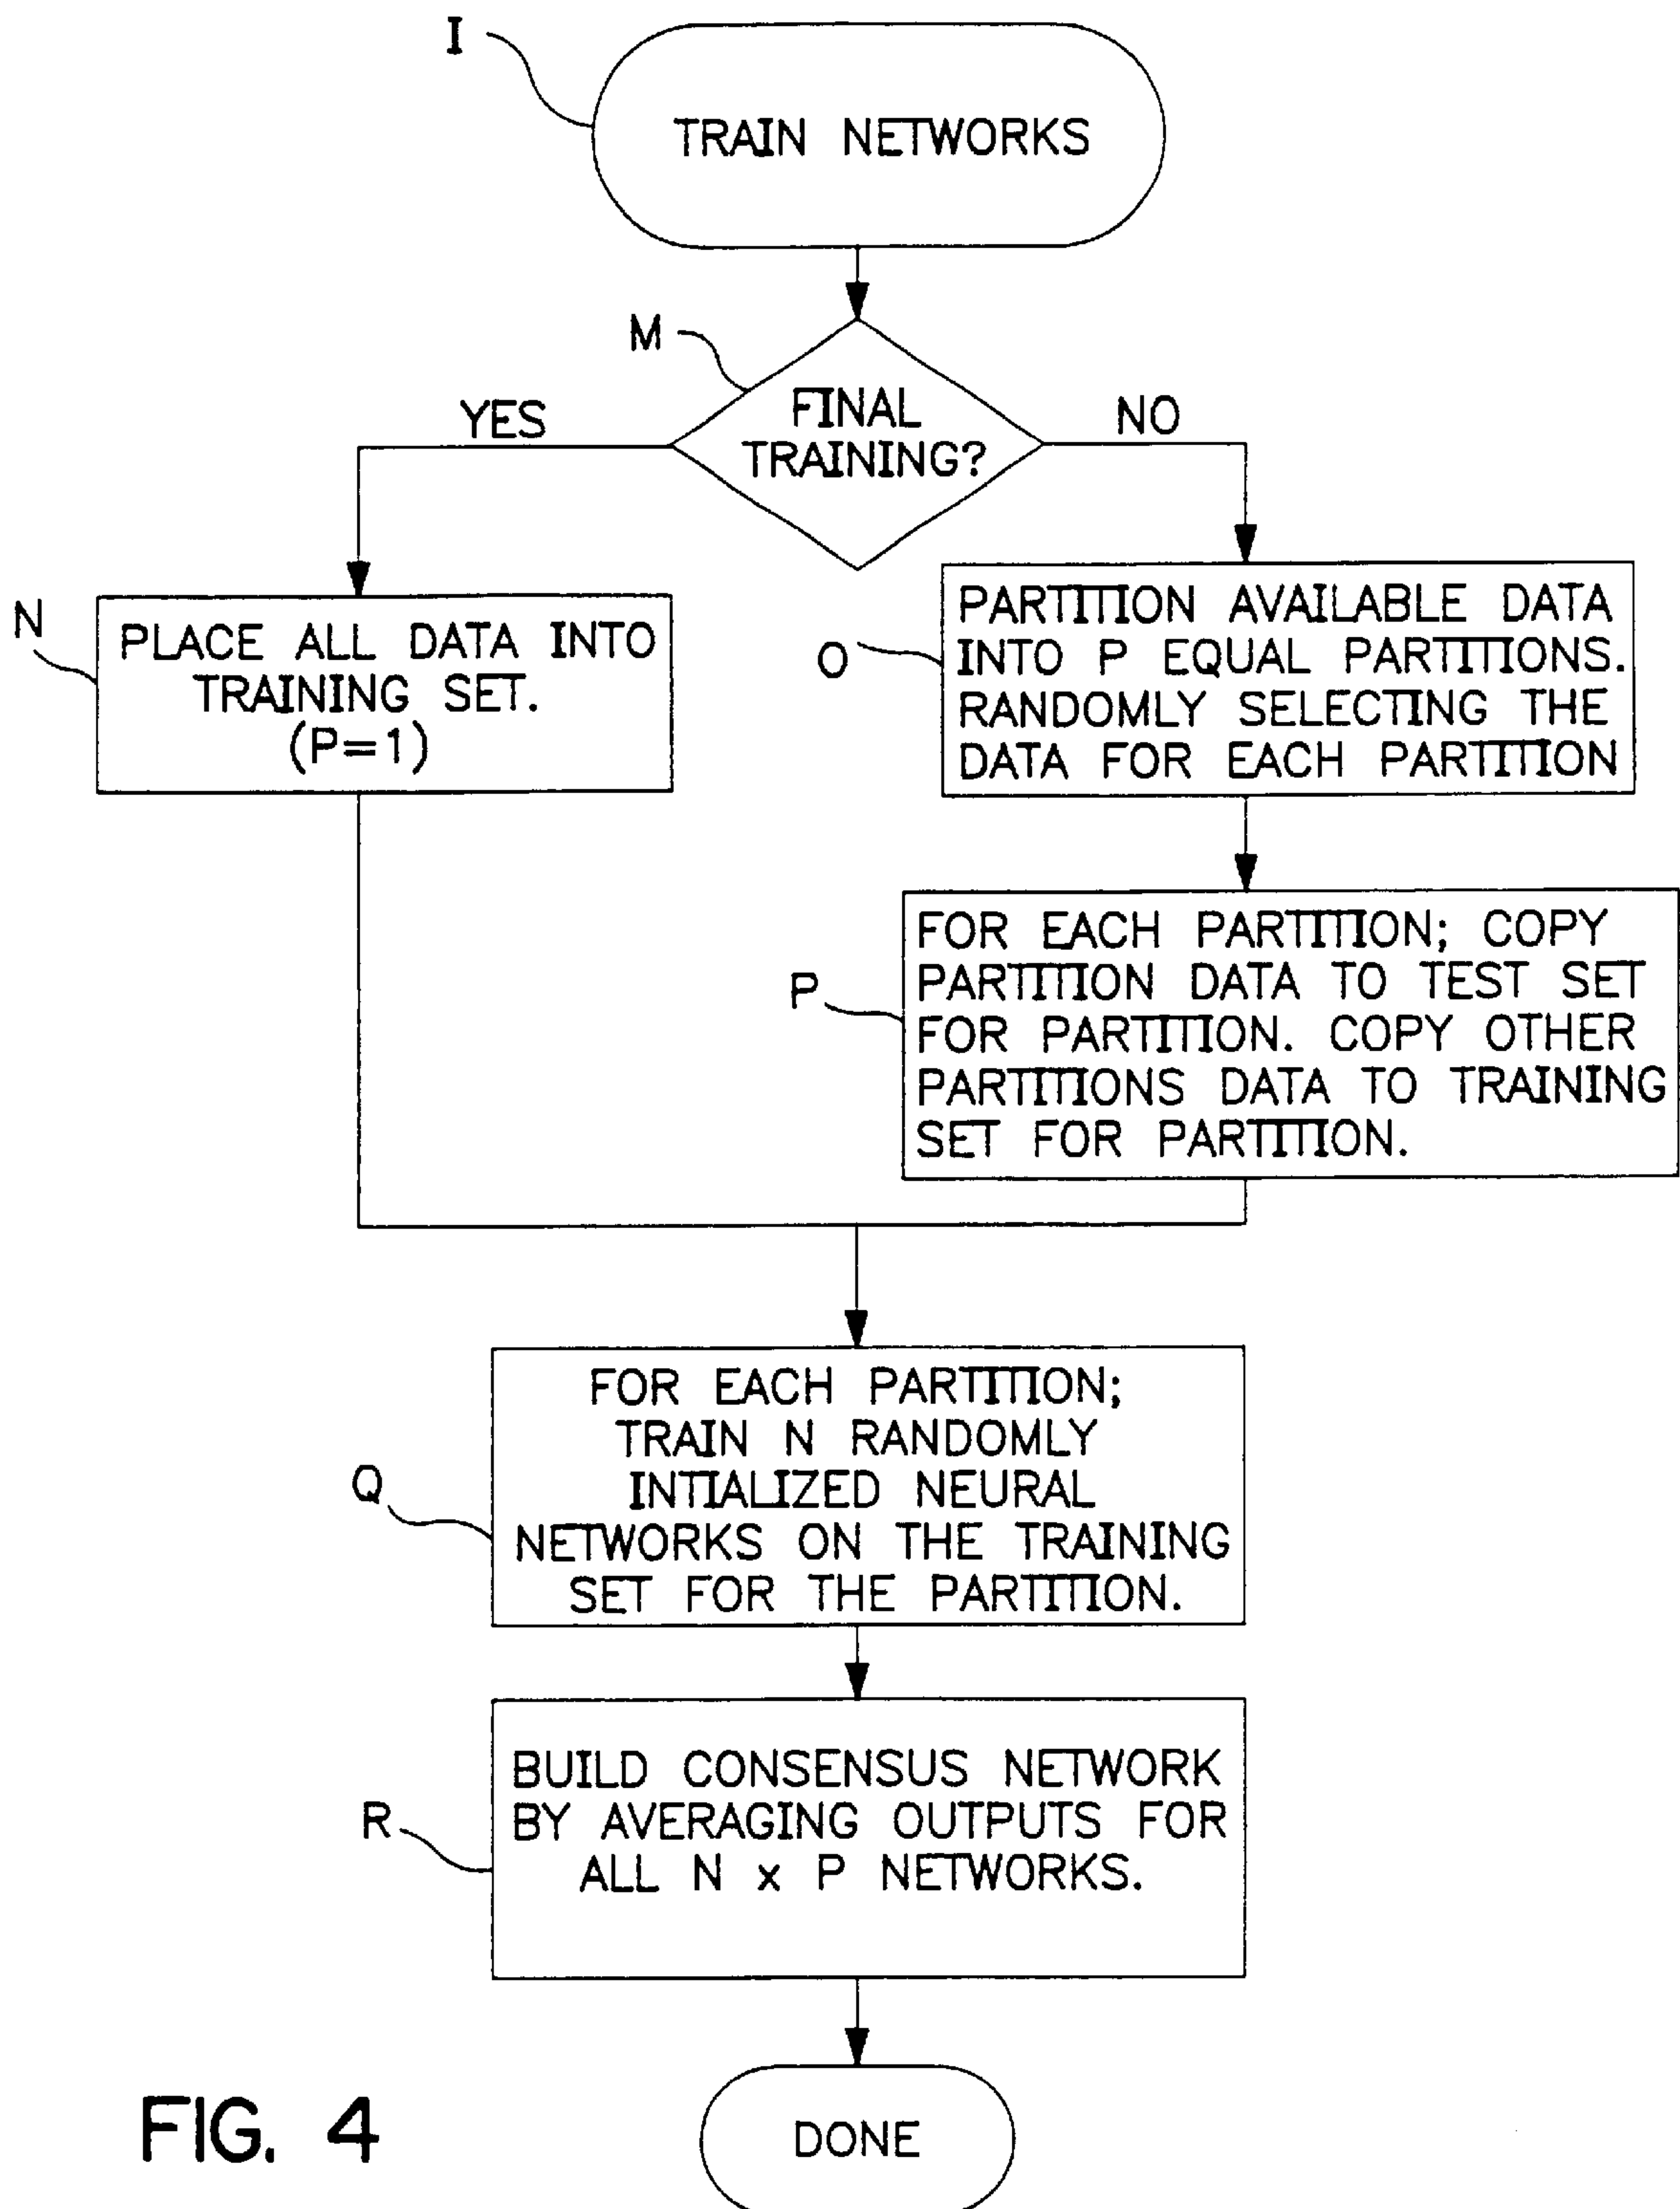 I
TRAIN NETWORKS
M
FINAL
TRAINING?
YES
NO
N
PLACE ALL DATA INTO
TRAINING SET.
(P=1)
O
PARTITION AVAILABLE DATA
INTO P EQUAL PARTITIONS.
RANDOMLY SELECTING THE
DATA FOR EACH PARTITION
P
FOR EACH PARTITION; COPY
PARTITION DATA TO TEST SET
FOR PARTITION. COPY OTHER
PARTITIONS DATA TO TRAINING
SET FOR PARTITION.
Q
FOR EACH PARTITION;
TRAIN N RANDOMLY
INTIALIZED NEURAL
NETWORKS ON THE TRAINING
SET FOR THE PARTITION.
R
BUILD CONSENSUS NETWORK
BY AVERAGING OUTPUTS FOR
ALL N x P NETWORKS.
DONE
FIG. 4